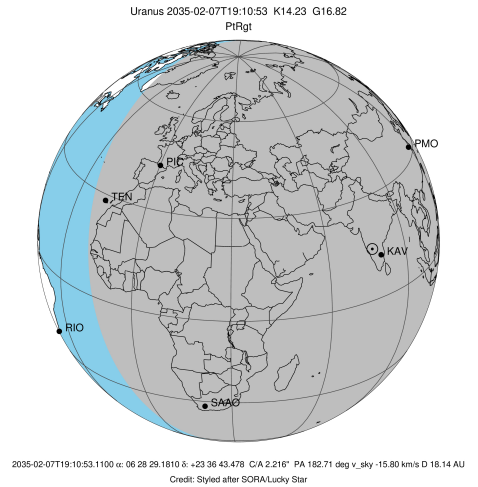 Uranus 2035-02-07T19:10:53 K14.23 G16.82
PtRgt
PMO
PIC
TEN
KAV
RIO
SAAO
2035-02-07T19:10:53.1100 α: 06 28 29.1810 δ: +23 36 43.478 C/A 2.216" PA 182.71 deg v_sky -15.80 km/s D 18.14 AU
Credit: Styled after SORA/Lucky Star